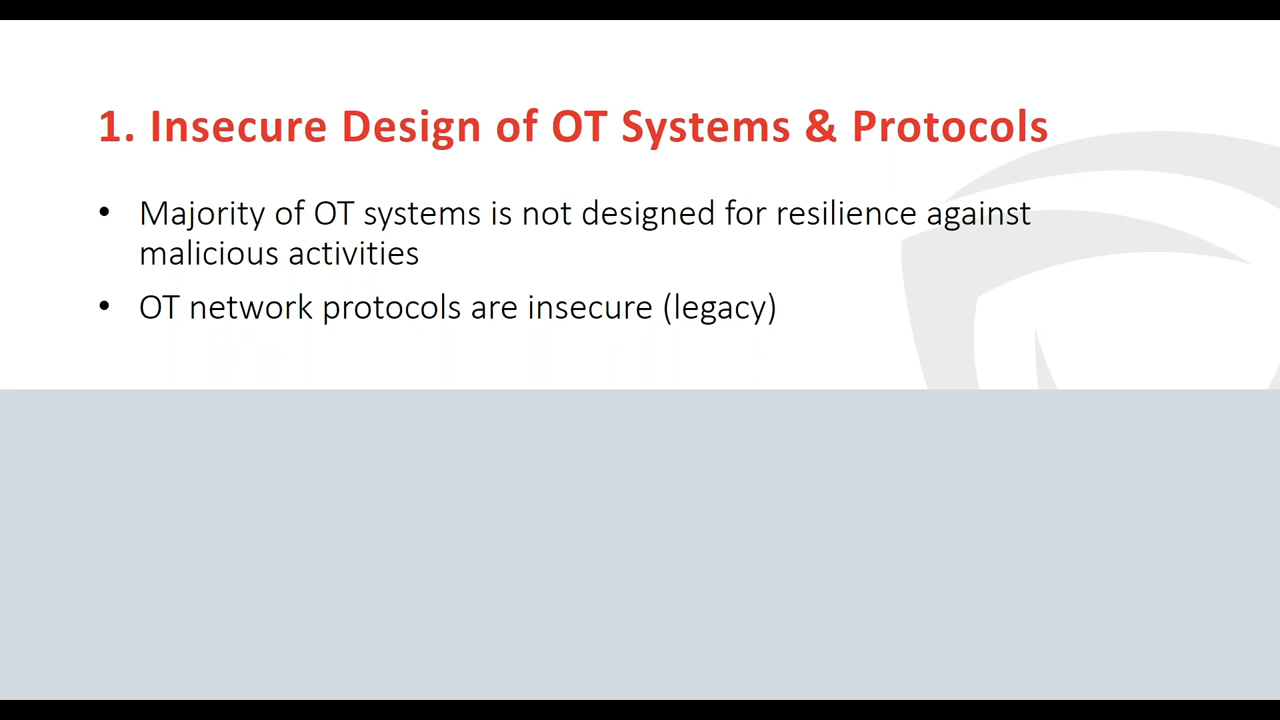 1. Insecure Design of OT Systems & Protocols
• Majority of OT systems is not designed for resilience against
malicious activities
• OT network protocols are insecure (legacy)